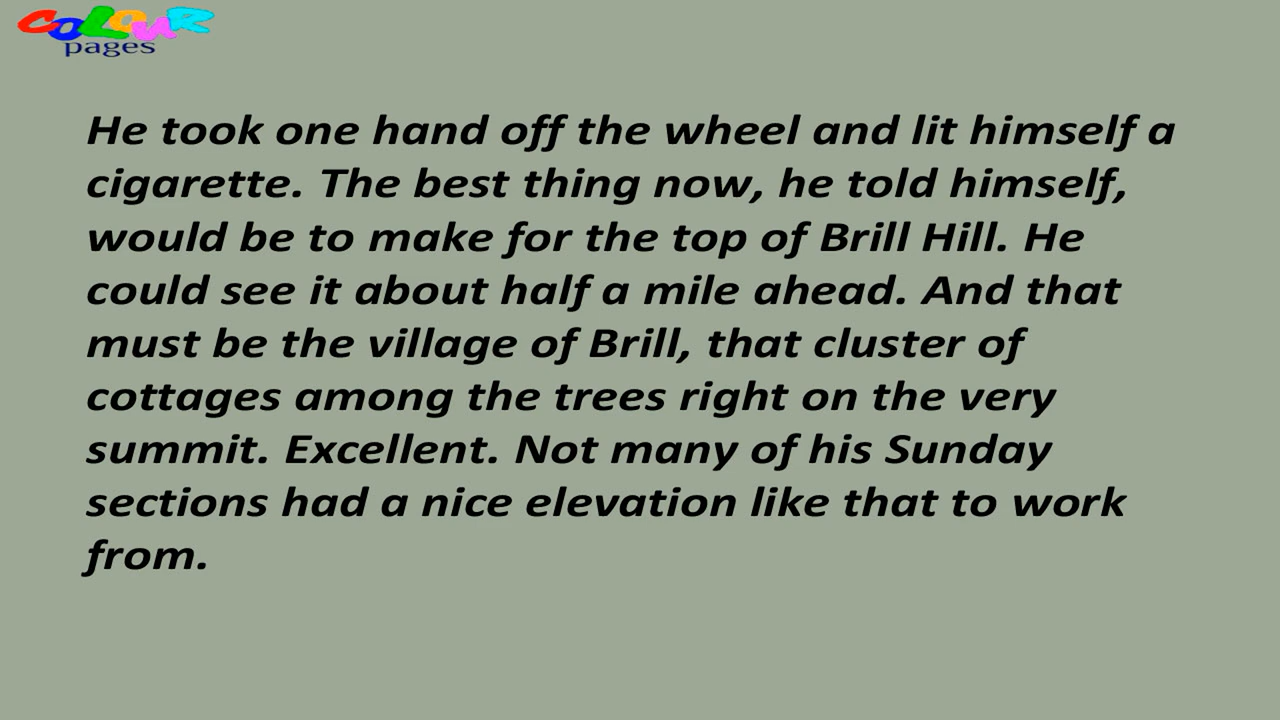 COLOUR
pages
He took one hand off the wheel and lit himself a
cigarette. The best thing now, he told himself,
would be to make for the top of Brill Hill. He
could see it about half a mile ahead. And that
must be the village of Brill, that cluster of
cottages among the trees right on the very
summit. Excellent. Not many of his Sunday
sections had a nice elevation like that to work
from.